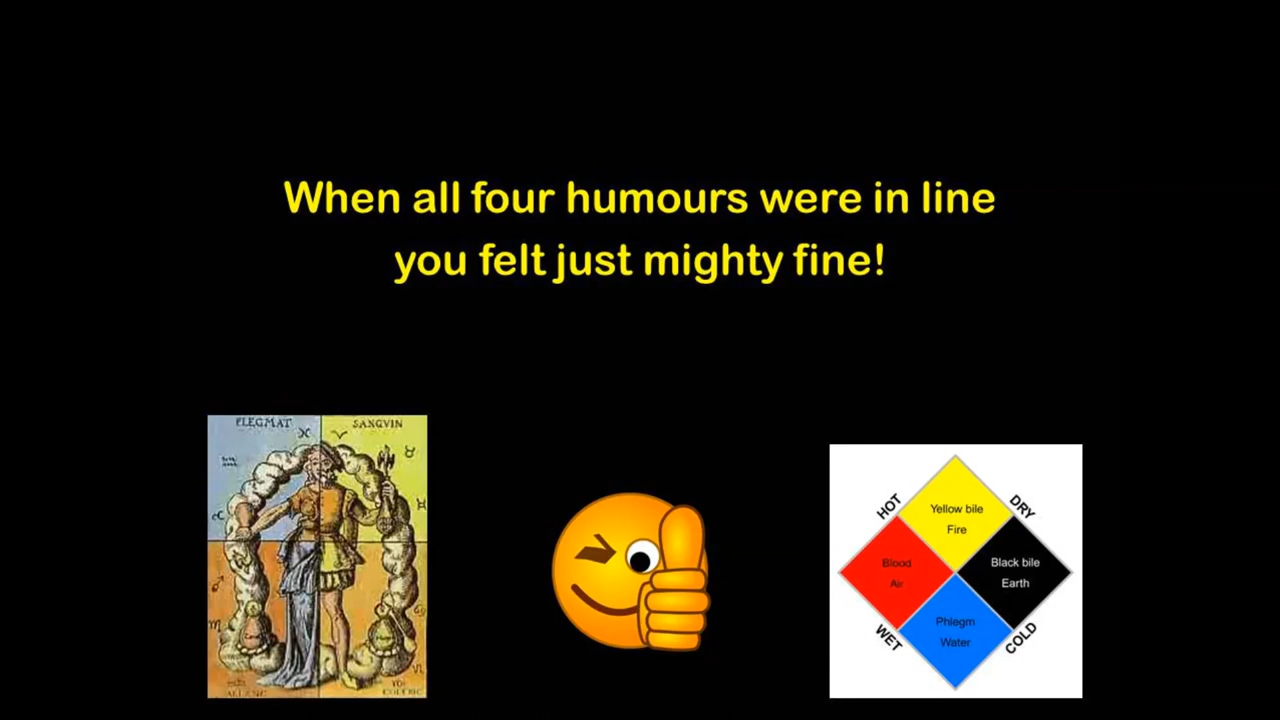 When all four humours were in line
you felt just mighty fine!
FLEGMAT
SANGVIN
COLERIC
HOT
DRY
Yellow bile
Fire
Blood
Air
Black bile
Earth
Phlegm
Water
WET
COLD